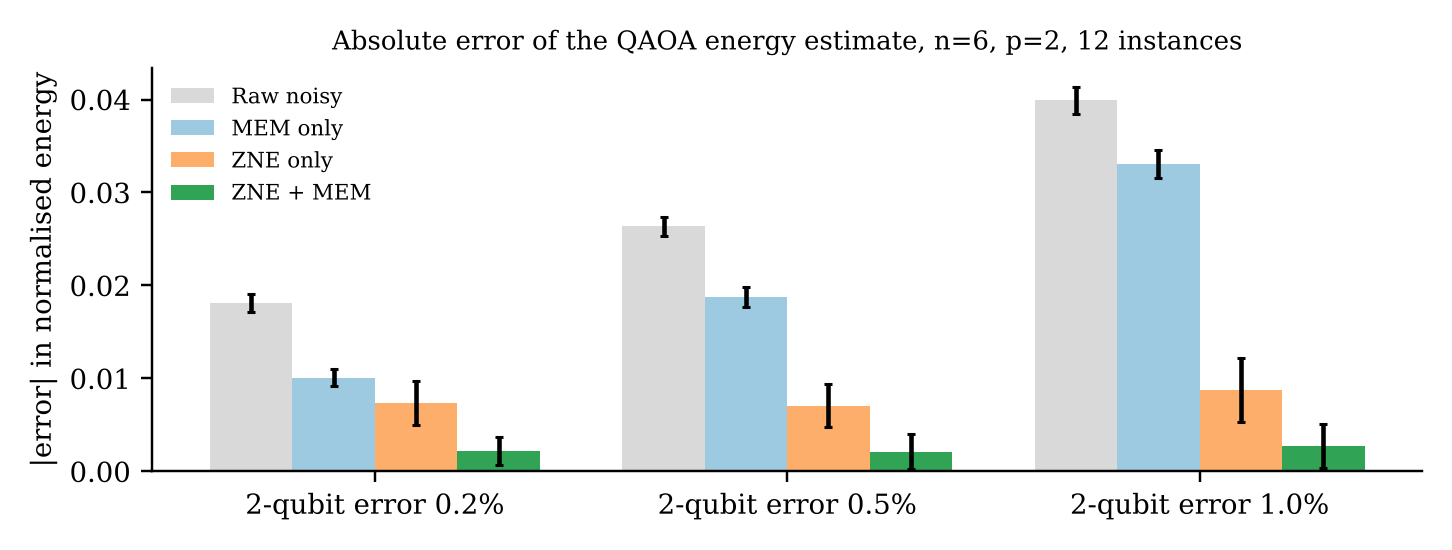 Absolute error of the QAOA energy estimate, n=6, p=2, 12 instances
|error| in normalised energy
0.04
0.03
0.02
0.01
0.00
Raw noisy
MEM only
ZNE only
ZNE + MEM
2-qubit error 0.2%
2-qubit error 0.5%
2-qubit error 1.0%